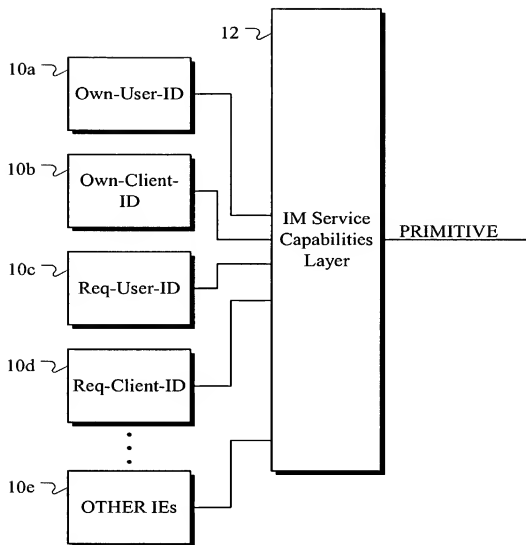 12
10a
Own-User-ID
10b
Own-Client-
ID
10c
Req-User-ID
10d
Req-Client-ID
10e
OTHER IEs
IM Service
Capabilities
Layer
PRIMITIVE